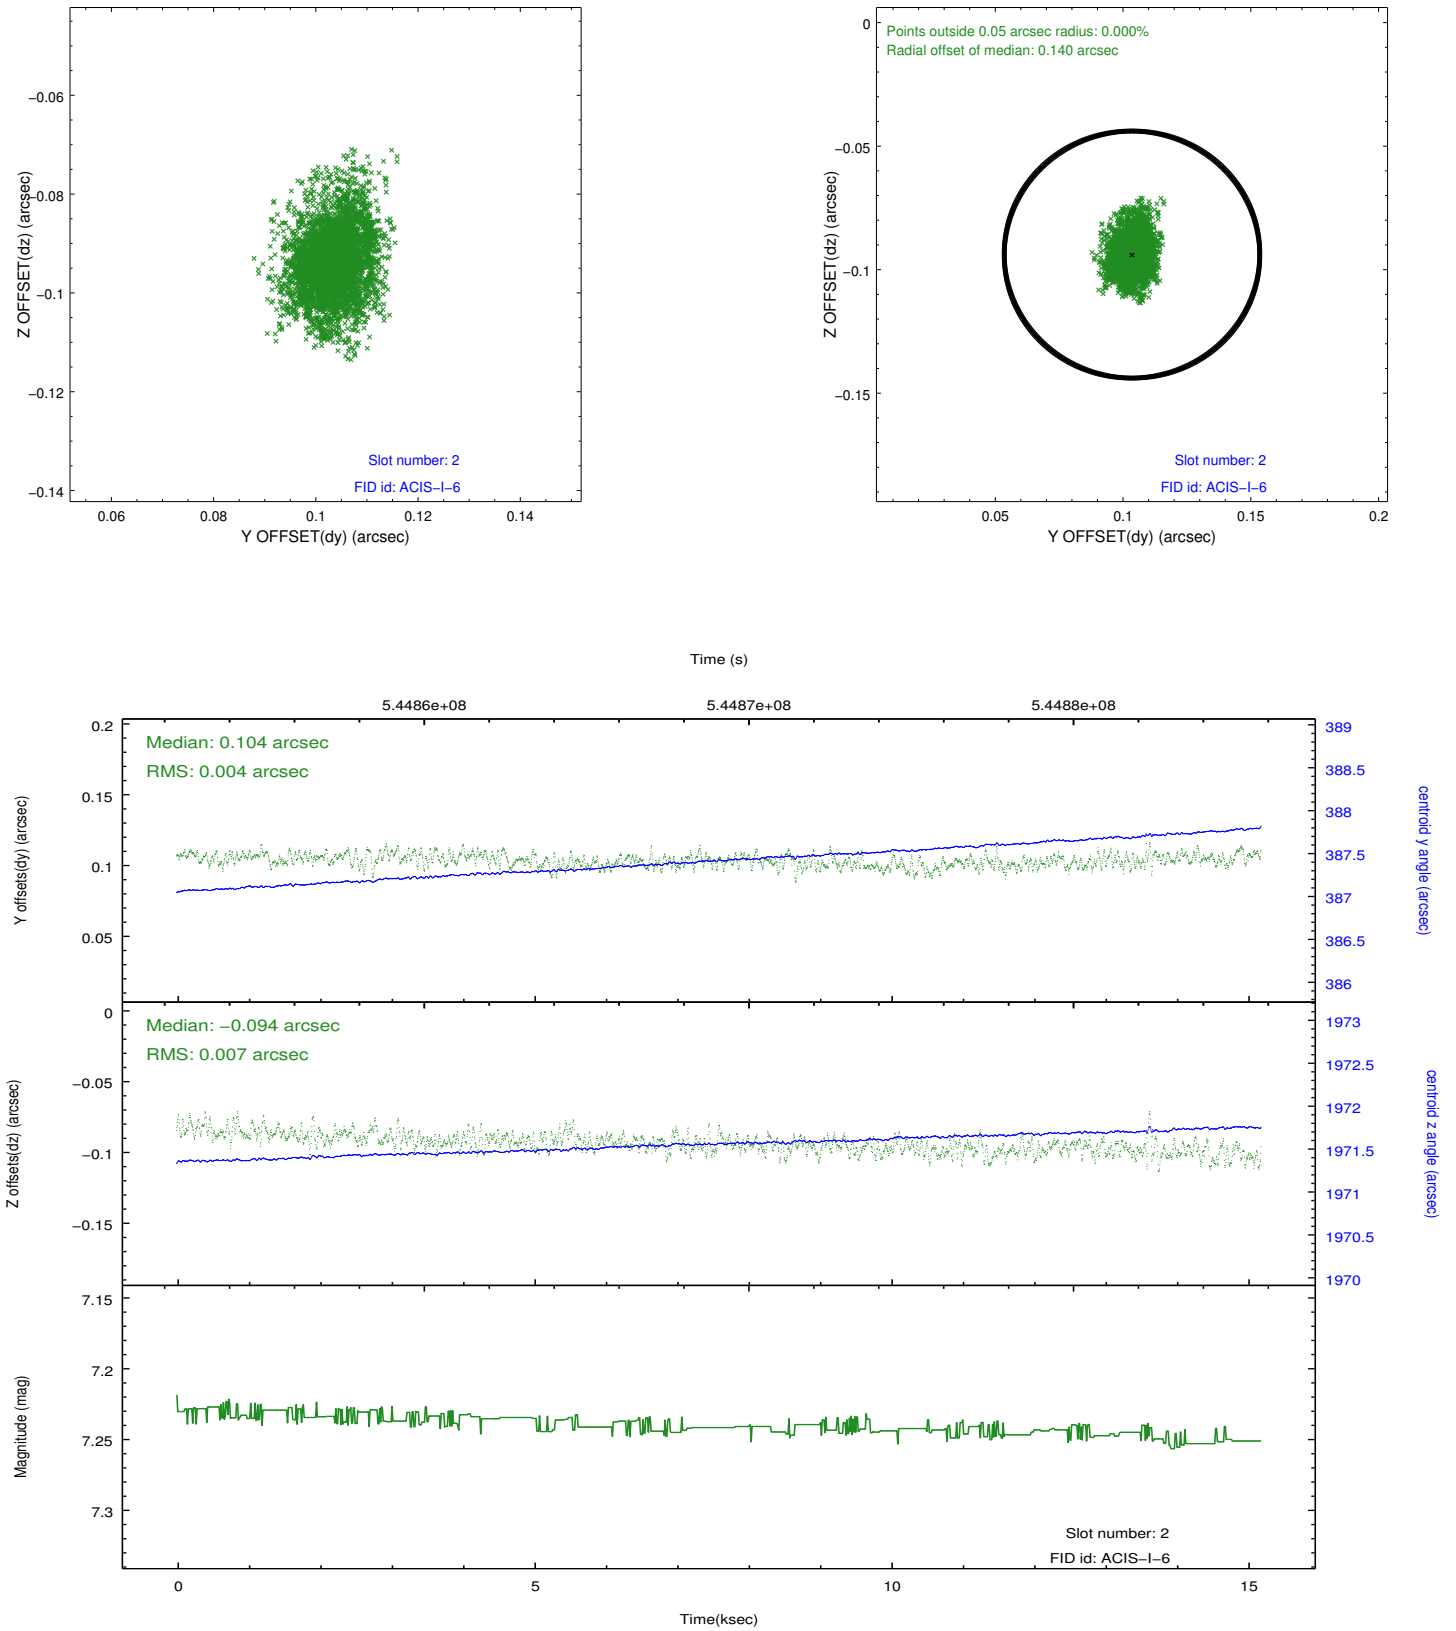 −0.06
−0.08
−0.1
−0.12
−0.14
Z OFFSET(dz) (arcsec)
Slot number: 2
FID id: ACIS−I−6
0.06
0.08
0.1
0.12
0.14
Y OFFSET(dy) (arcsec)
Points outside 0.05 arcsec radius: 0.000%
Radial offset of median: 0.140 arcsec
0
−0.05
−0.1
−0.15
Z OFFSET(dz) (arcsec)
Slot number: 2
FID id: ACIS−I−6
0.05
0.1
0.15
0.2
Y OFFSET(dy) (arcsec)
Time (s)
5.4486e+08
5.4487e+08
5.4488e+08
Median: 0.104 arcsec
RMS: 0.004 arcsec
0.2
0.15
0.1
0.05
Y offsets(dy) (arcsec)
389
388.5
388
387.5
387
386.5
386
centroid y angle (arcsec)
Median: −0.094 arcsec
RMS: 0.007 arcsec
0
−0.05
−0.1
−0.15
Z offsets(dz) (arcsec)
1973
1972.5
1972
1971.5
1971
1970.5
1970
centroid z angle (arcsec)
7.15
7.2
7.25
7.3
Magnitude (mag)
Slot number: 2
FID id: ACIS−I−6
0
5
10
15
Time(ksec)